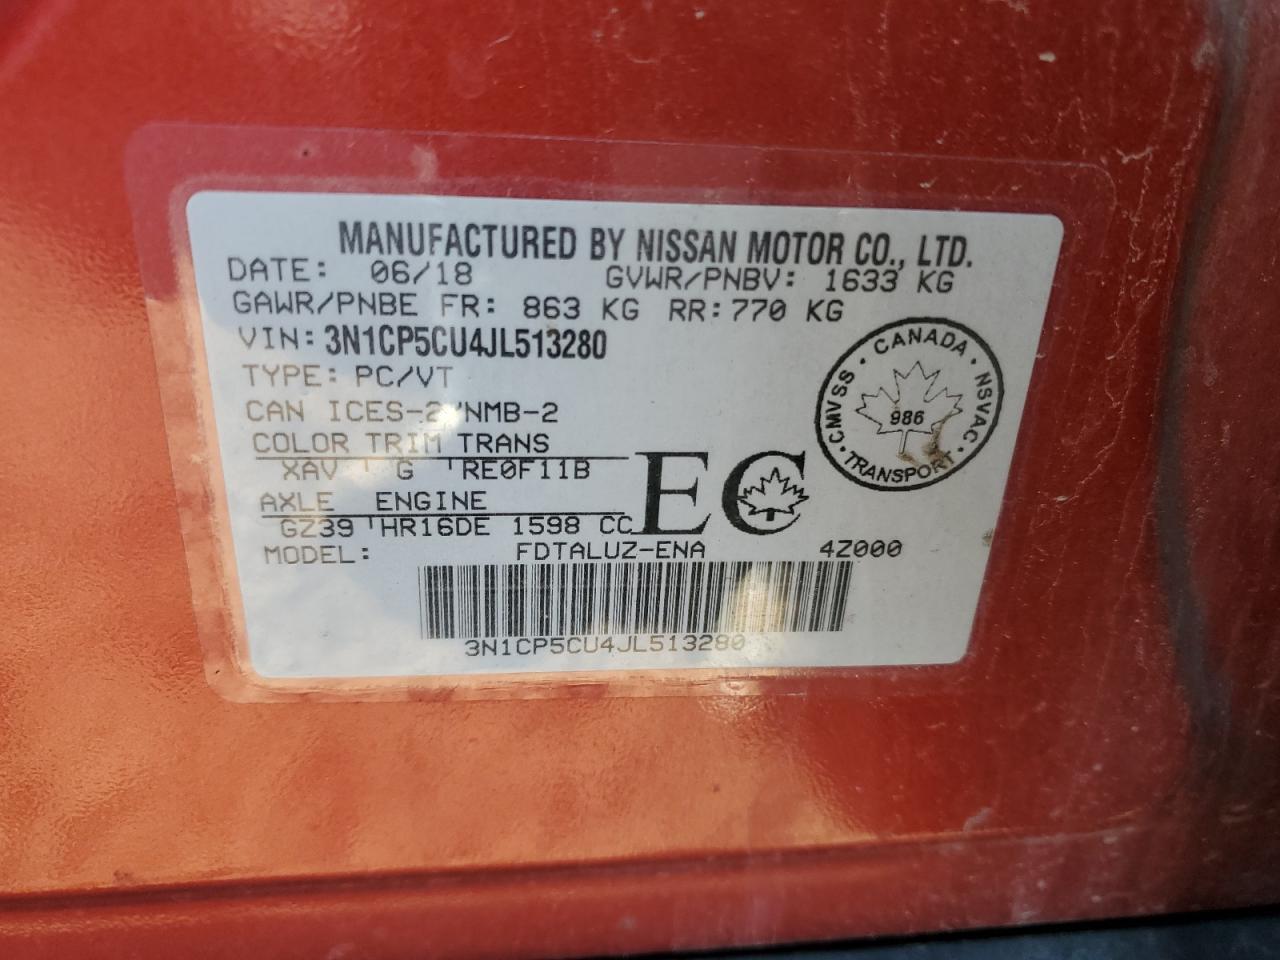 MANUFACTURED BY NISSAN MOTOR CO., LTD.
DATE: 06/18 GVWR/PNBV: 1633 KG
GAWR/PNBE FR: 863 KG RR: 770 KG
VIN: 3N1CP5CU4JL513280
TYPE: PC/VT
CAN ICES-2/NMB-2
COLOR TRIM TRANS
XAV G RE0F11B
AXLE ENGINE
GZ39 HR16DE 1598 CC
MODEL: FDTALUZ-ENA 4Z000
3N1CP5CU4JL513280
EC
CANADA
CMVSS · NSVAC
986
TRANSPORT